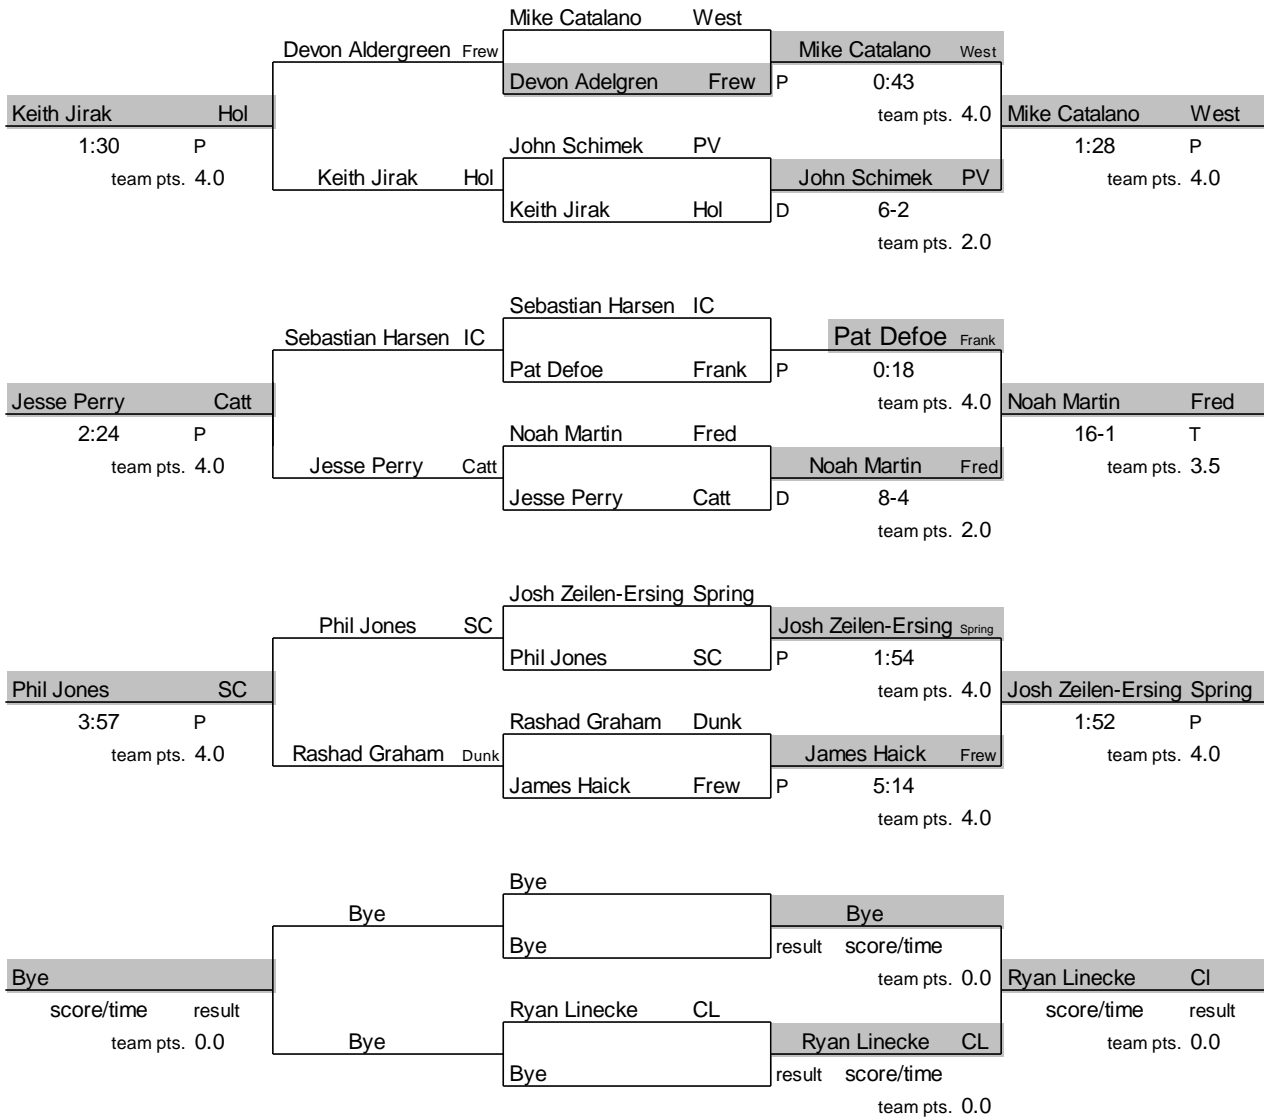 Mike Catalano West
Devon Aldergreen Frew Mike Catalano West
Devon Adelgren Frew P 0:43
Keith Jirak Hol team pts. 4.0 Mike Catalano West
1:30 P John Schimek PV 1:28 P
team pts. 4.0 Keith Jirak Hol John Schimek PV team pts. 4.0
Keith Jirak Hol D 6-2
team pts. 2.0
Sebastian Harsen IC
Sebastian Harsen IC Pat Defoe Frank
Pat Defoe Frank P 0:18
Jesse Perry Catt team pts. 4.0 Noah Martin Fred
2:24 P Noah Martin Fred 16-1 T
team pts. 4.0 Jesse Perry Catt Noah Martin Fred team pts. 3.5
Jesse Perry Catt D 8-4
team pts. 2.0
Josh Zeilen-Ersing Spring
Phil Jones SC Josh Zeilen-Ersing Spring
Phil Jones SC P 1:54
Phil Jones SC team pts. 4.0 Josh Zeilen-Ersing Spring
3:57 P Rashad Graham Dunk 1:52 P
team pts. 4.0 Rashad Graham Dunk James Haick Frew team pts. 4.0
James Haick Frew P 5:14
team pts. 4.0
Bye
Bye Bye
Bye result score/time
Bye team pts. 0.0 Ryan Linecke Cl
score/time result Ryan Linecke CL score/time result
team pts. 0.0 Bye Ryan Linecke CL team pts. 0.0
Bye result score/time
team pts. 0.0